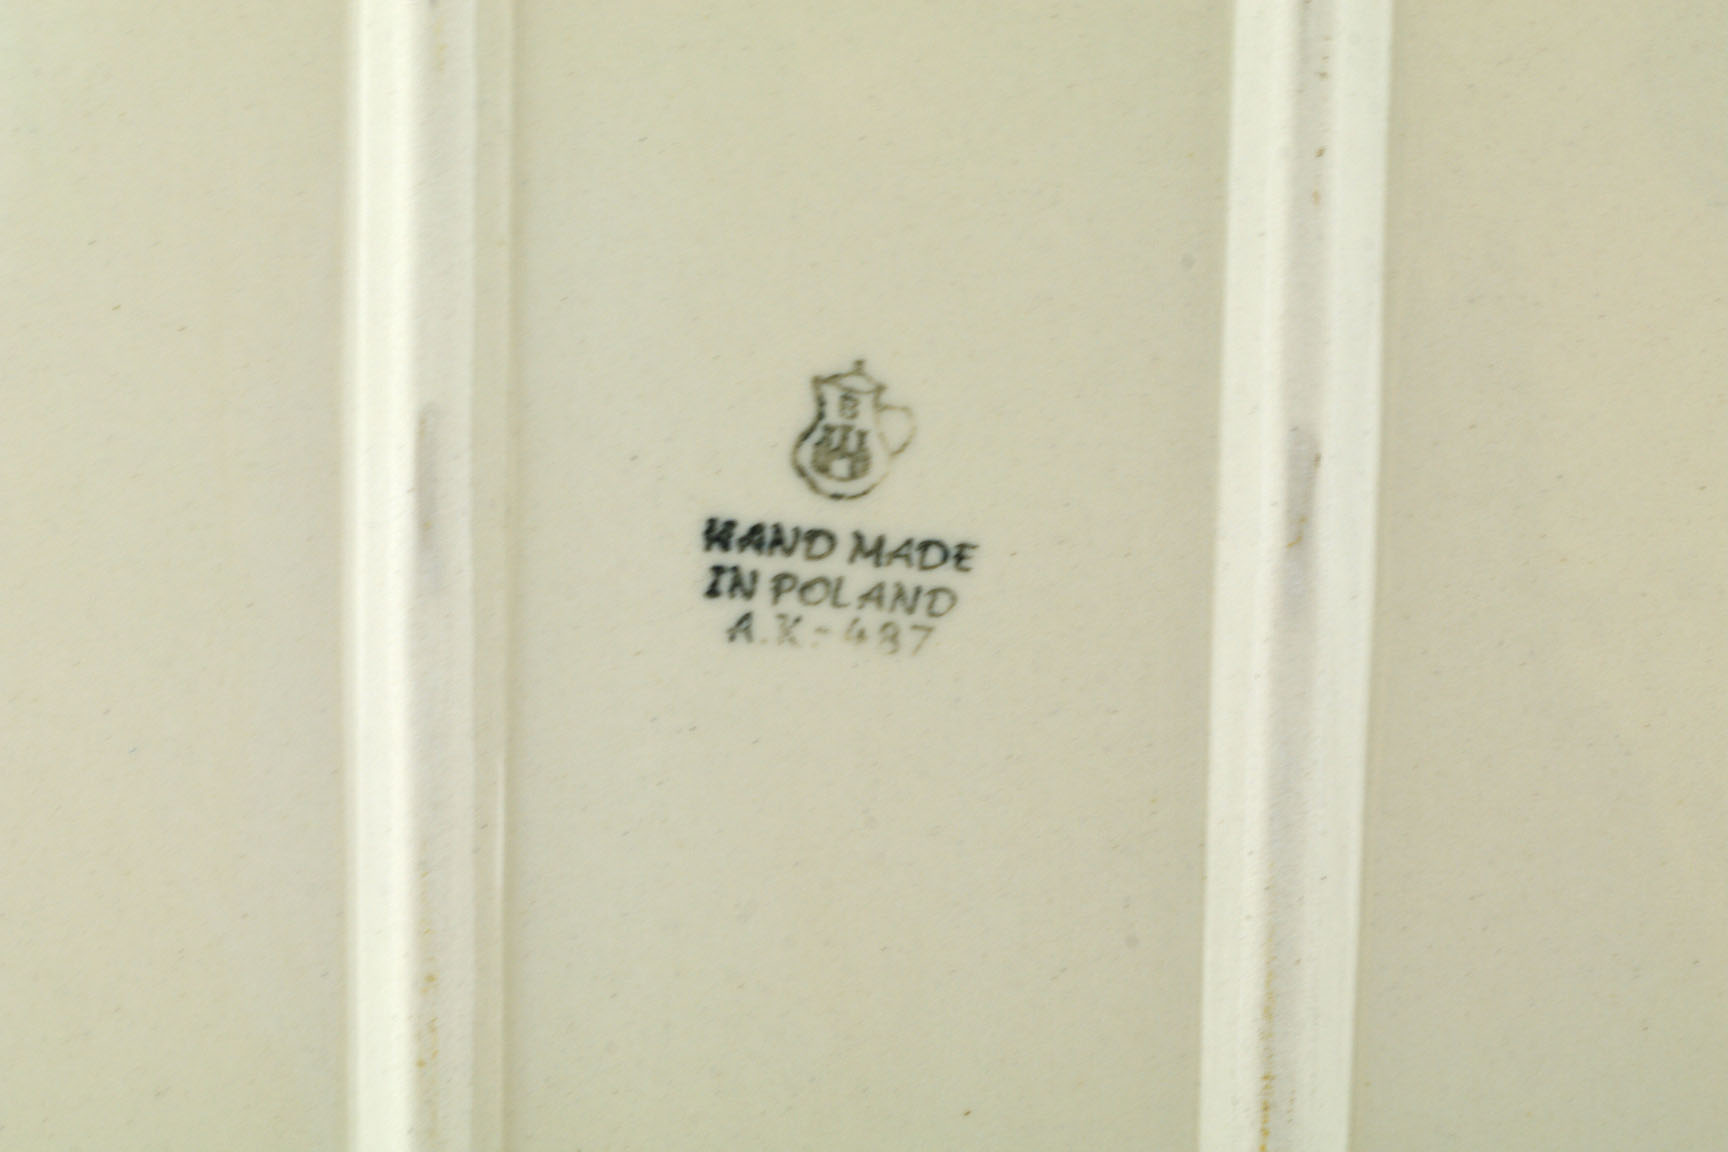 HAND MADE
IN POLAND
A.K-487